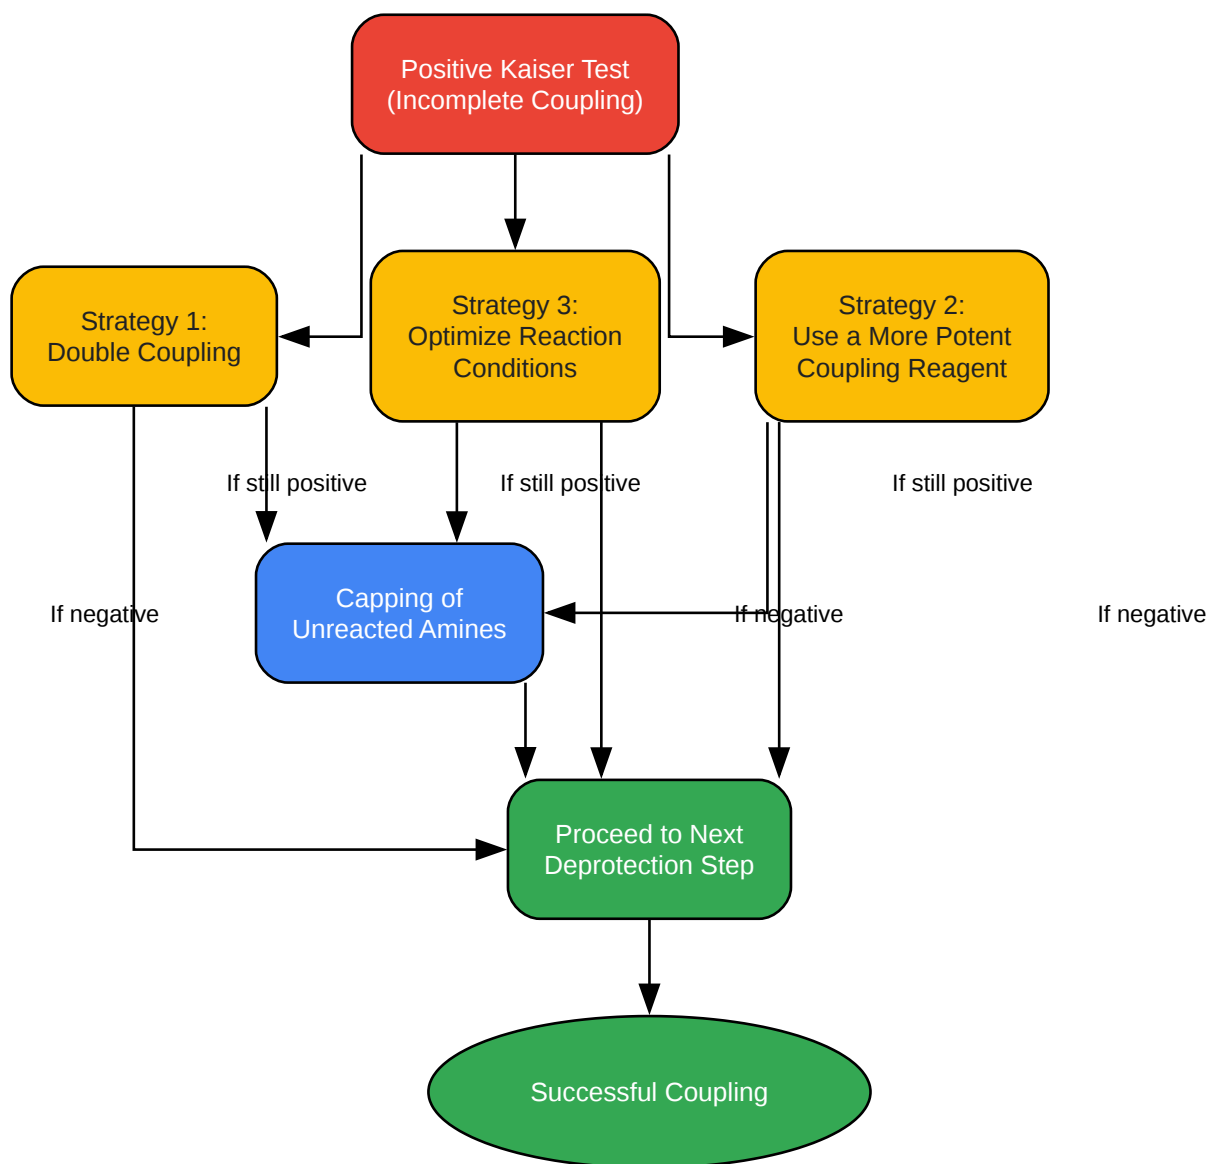 Positive Kaiser Test
(Incomplete Coupling)
Strategy 1:
Double Coupling
Strategy 3:
Optimize Reaction
Conditions
Strategy 2:
Use a More Potent
Coupling Reagent
If still positive
If still positive
If still positive
Capping of
Unreacted Amines
If negative
If negative
If negative
Proceed to Next
Deprotection Step
Successful Coupling